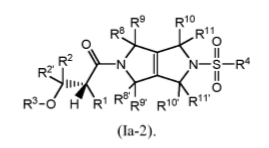 R⁸ R⁹ R¹⁰ R¹¹
O O
R² R²' N N S R⁴
R³ O H R¹ R⁸' R⁹' R¹⁰' R¹¹' O
(Ia-2).